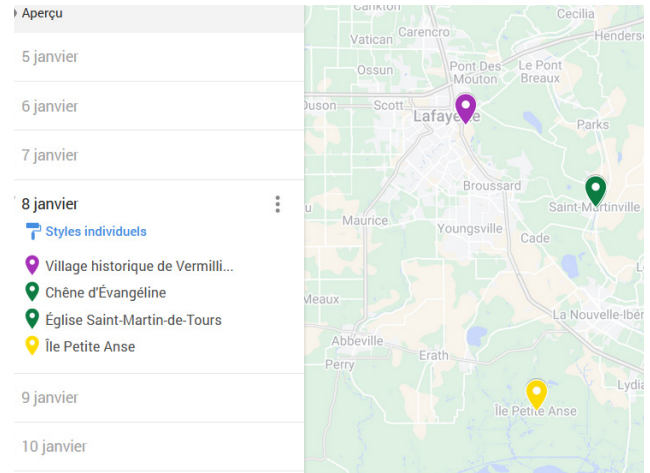 Aperçu
5 janvier
6 janvier
7 janvier
8 janvier
Styles individuels
Village historique de Vermilli...
Chêne d'Évangéline
Église Saint-Martin-de-Tours
Île Petite Anse
9 janvier
10 janvier
Cankton
Cecilia
Carencro
Vatican
Henders
Ossun
Pont Des
Mouton
Le Pont
Breaux
Duson
Scott
Lafayette
Parks
Broussard
Saint-Martinville
Maurice
Youngsville
Cade
Meaux
La Nouvelle-Ibér
Abbeville
Erath
Perry
Lydia
Île Petite Anse